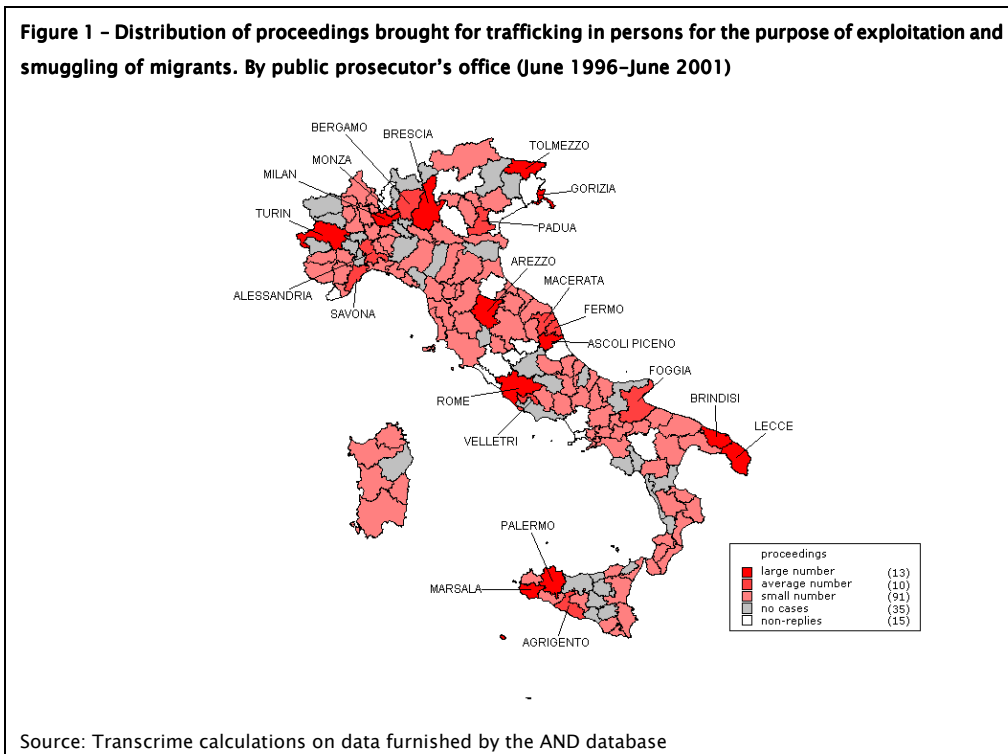 Figure 1 – Distribution of proceedings brought for trafficking in persons for the purpose of exploitation and
smuggling of migrants. By public prosecutor's office (June 1996–June 2001)
BERGAMO
BRESCIA
MONZA
TOLMEZZO
MILAN
GORIZIA
TURIN
PADUA
AREZZO
MACERATA
ALESSANDRIA
SAVONA
FERMO
ASCOLI PICENO
FOGGIA
ROME
BRINDISI
LECCE
VELLETRI
PALERMO
MARSALA
AGRIGENTO
proceedings
large number (13)
average number (10)
small number (91)
no cases (35)
non-replies (15)
Source: Transcrime calculations on data furnished by the AND database